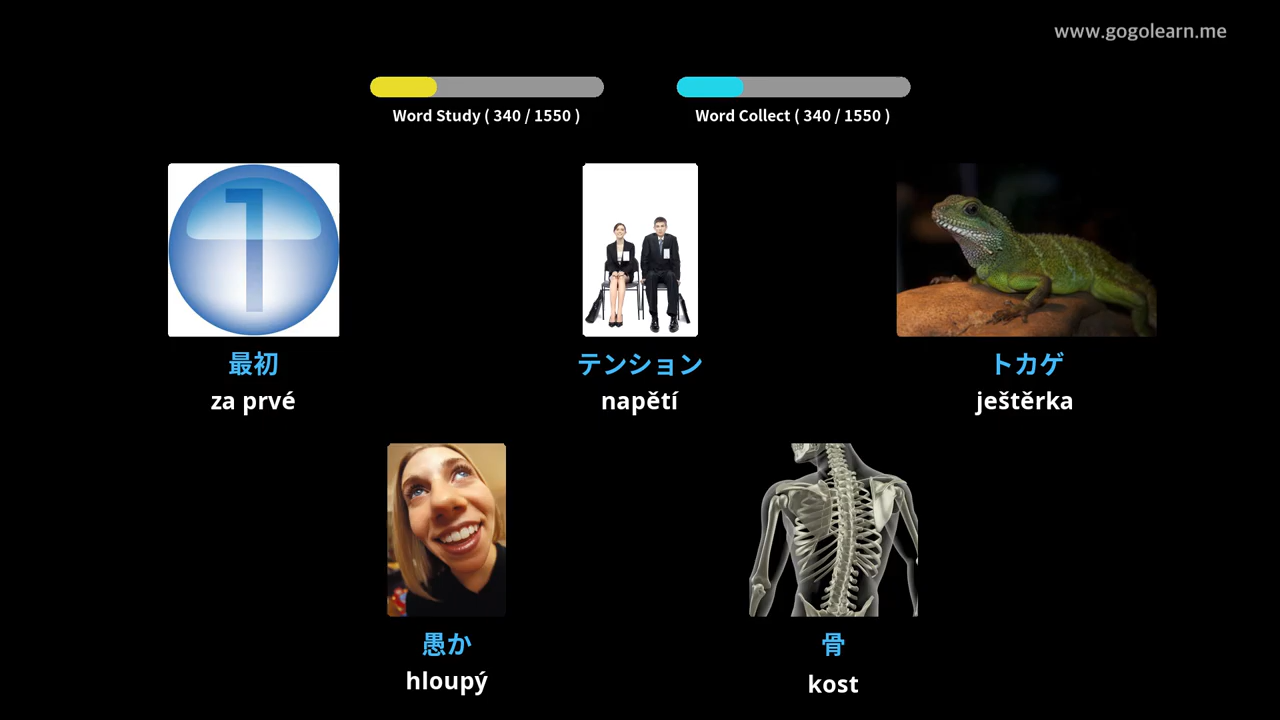 www.gogolearn.me
Word Study ( 340 / 1550 )
Word Collect ( 340 / 1550 )
1
最初
za prvé
テンション
napětí
トカゲ
ještěrka
愚か
hloupý
骨
kost